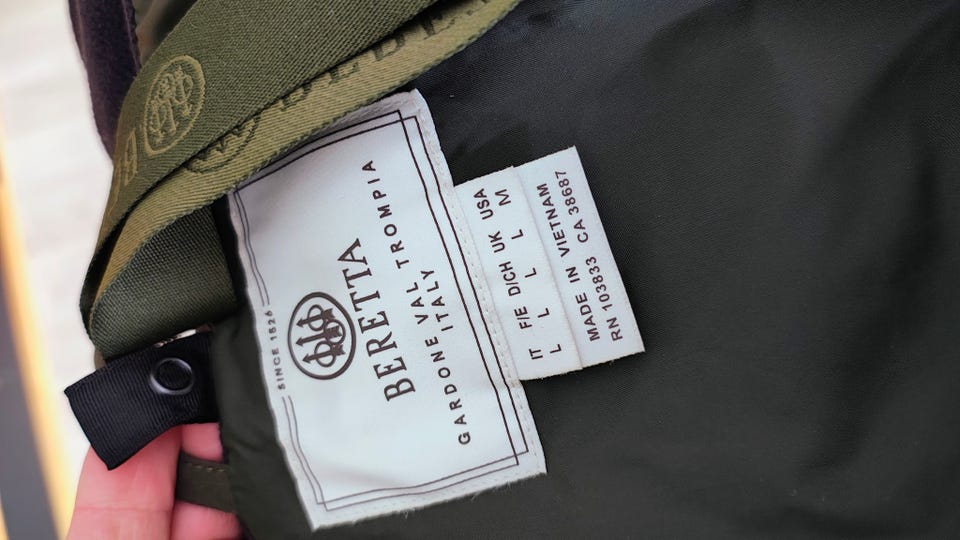 SINCE 1526
BERETTA
GARDONE VAL TROMPIA
ITALY
IT F/E D/CH UK USA
L L L L M
MADE IN VIETNAM
RN 103833 CA 38687